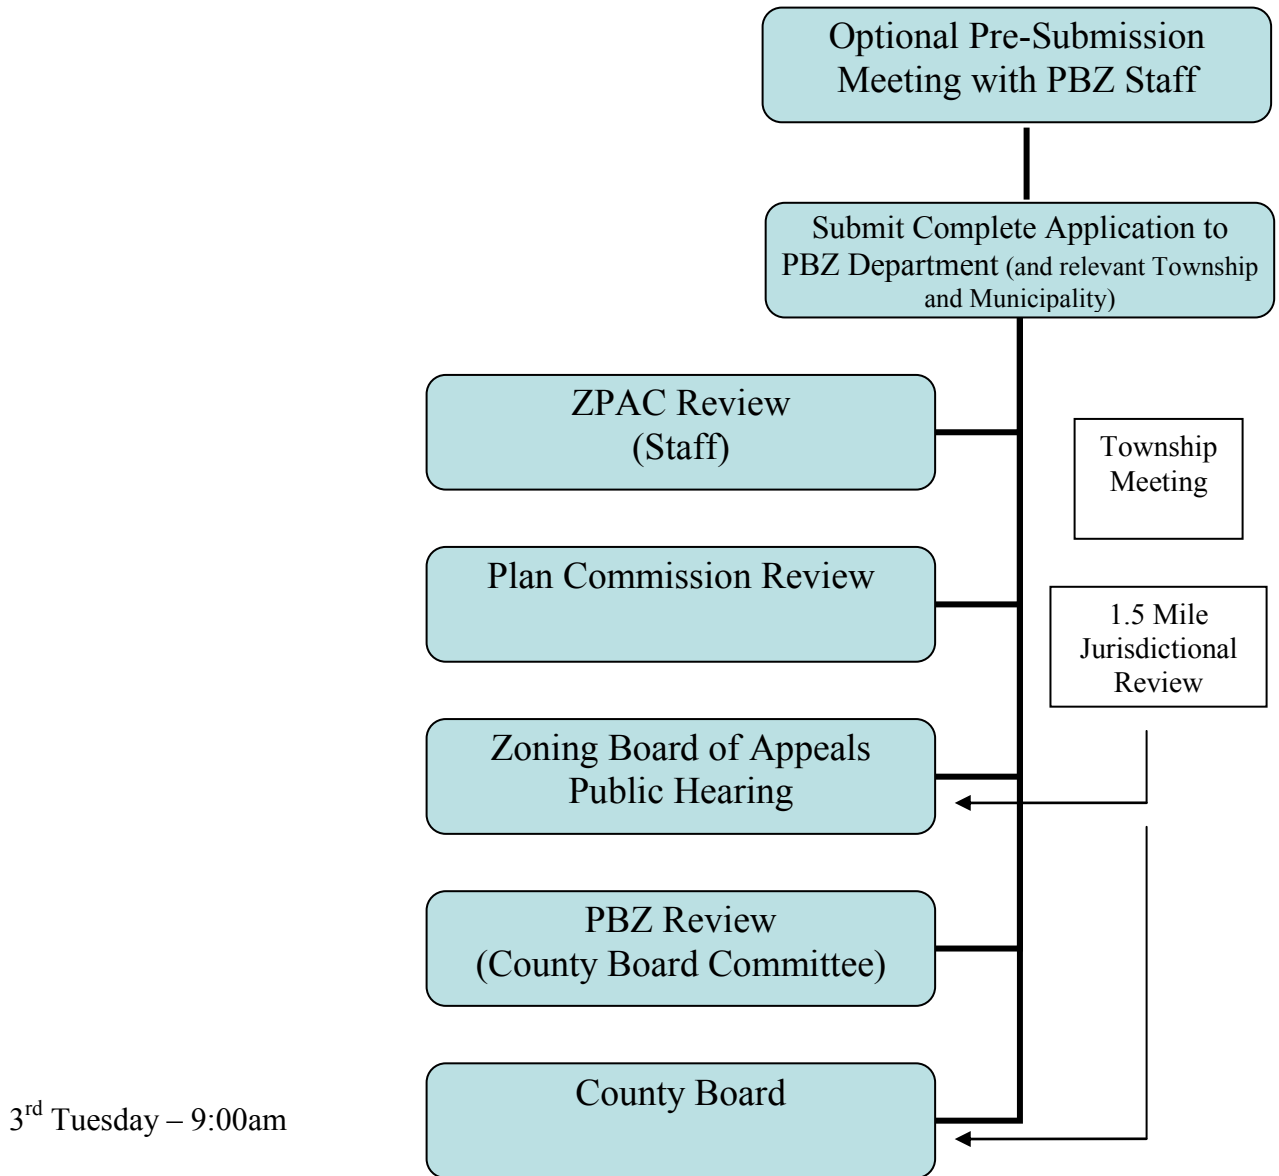 Optional Pre-Submission
Meeting with PBZ Staff
Submit Complete Application to
PBZ Department (and relevant Township
and Municipality)
ZPAC Review
(Staff)
Township
Meeting
Plan Commission Review
1.5 Mile
Jurisdictional
Review
Zoning Board of Appeals
Public Hearing
PBZ Review
(County Board Committee)
County Board
3rd Tuesday – 9:00am